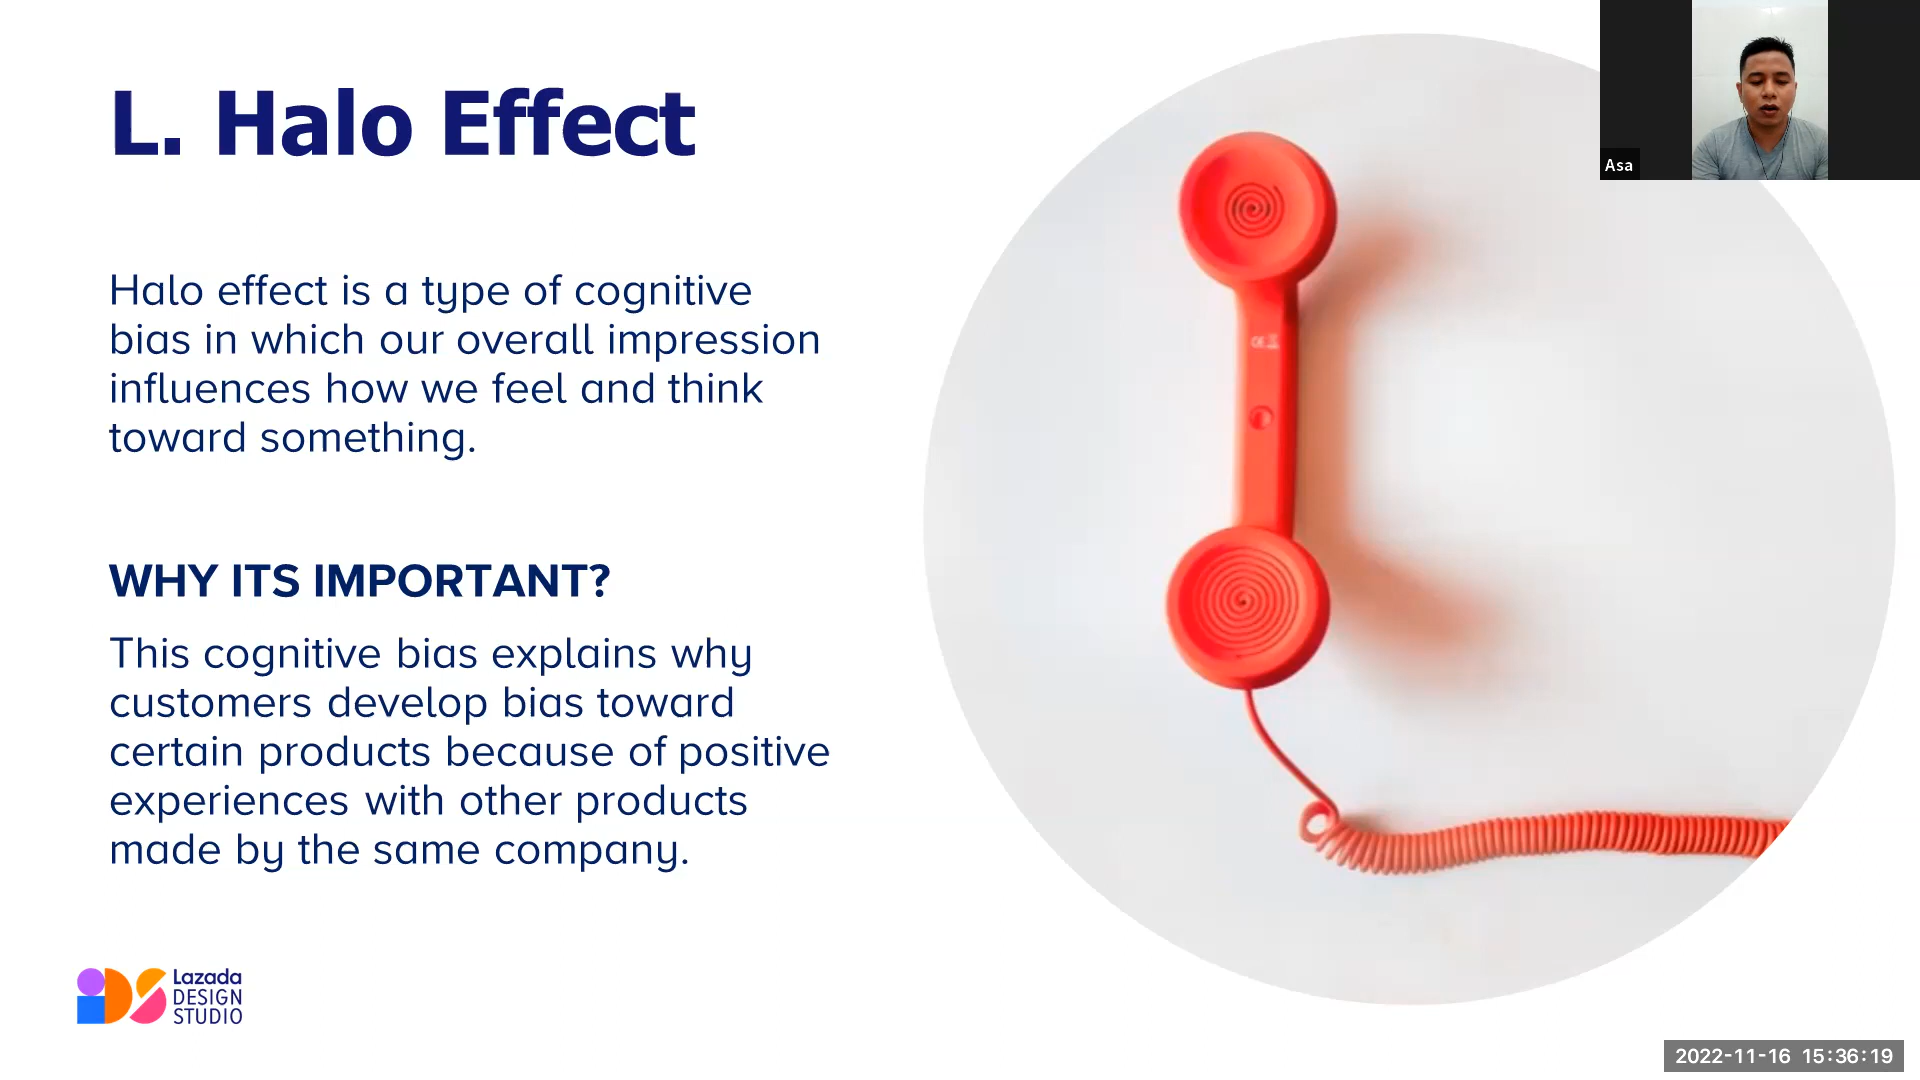 L. Halo Effect
Asa
Halo effect is a type of cognitive
bias in which our overall impression
influences how we feel and think
toward something.
WHY ITS IMPORTANT?
This cognitive bias explains why
customers develop bias toward
certain products because of positive
experiences with other products
made by the same company.
Lazada
DESIGN
STUDIO
2022-11-16 15:36:19